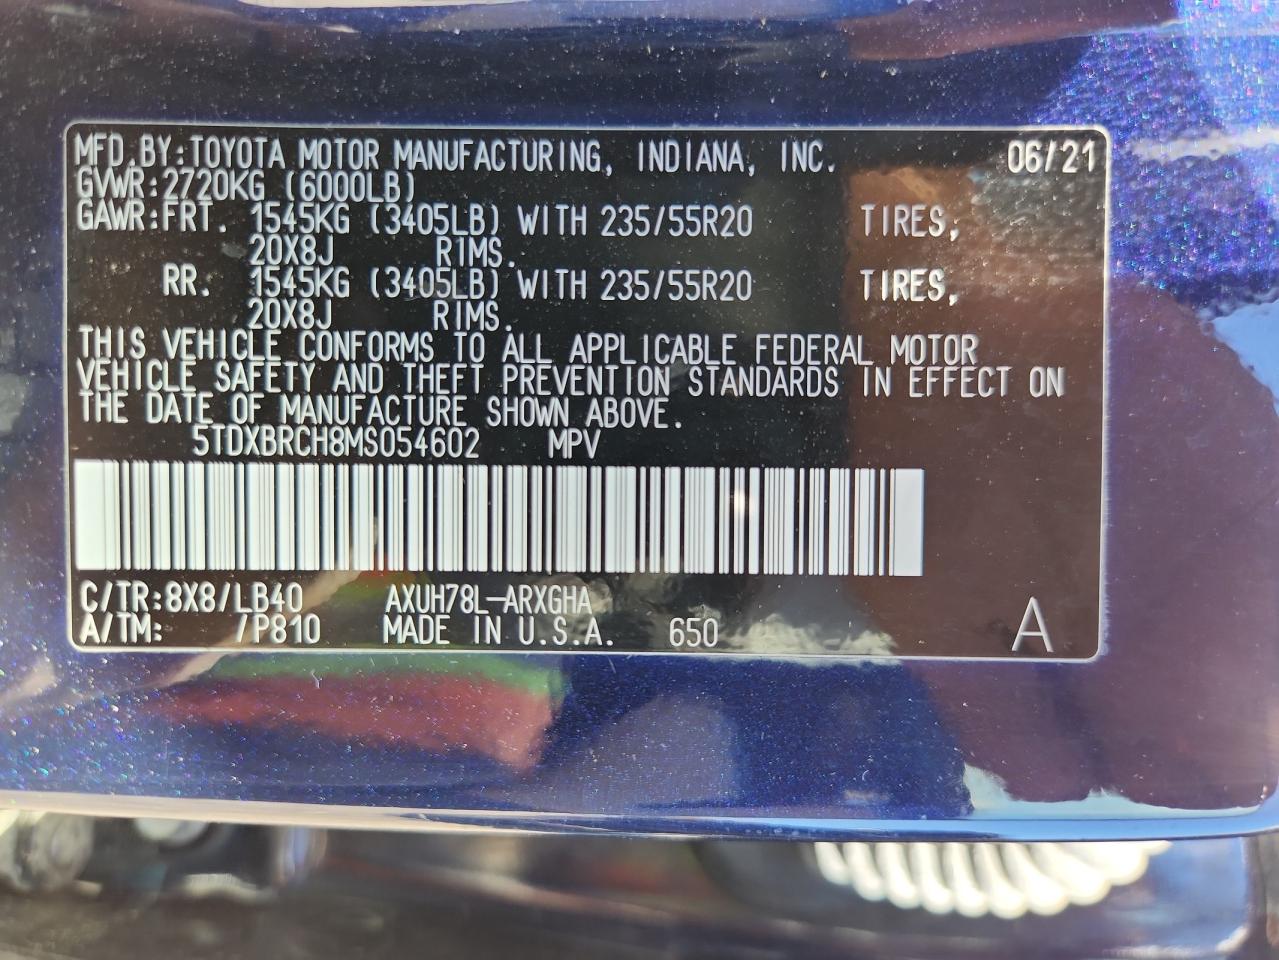 MFD.BY:TOYOTA MOTOR MANUFACTURING, INDIANA, INC. 06/21
GVWR:2720KG (6000LB)
GAWR:FRT. 1545KG (3405LB) WITH 235/55R20 TIRES,
20X8J RIMS.
RR. 1545KG (3405LB) WITH 235/55R20 TIRES,
20X8J RIMS.
THIS VEHICLE CONFORMS TO ALL APPLICABLE FEDERAL MOTOR
VEHICLE SAFETY AND THEFT PREVENTION STANDARDS IN EFFECT ON
THE DATE OF MANUFACTURE SHOWN ABOVE.
5TDXBRCH8MS054602 MPV
C/TR:8X8/LB40 AXUH78L-ARXGHA
A/TM: /P810 MADE IN U.S.A. 650 A